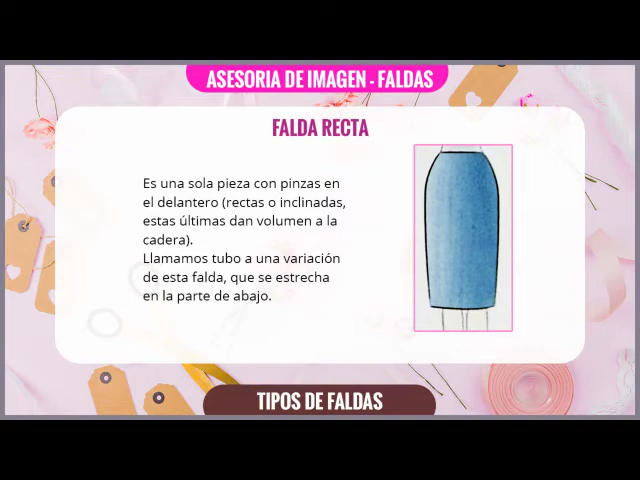 ASESORIA DE IMAGEN - FALDAS
FALDA RECTA
Es una sola pieza con pinzas en
el delantero (rectas o inclinadas,
estas últimas dan volumen a la
cadera).
Llamamos tubo a una variación
de esta falda, que se estrecha
en la parte de abajo.
TIPOS DE FALDAS